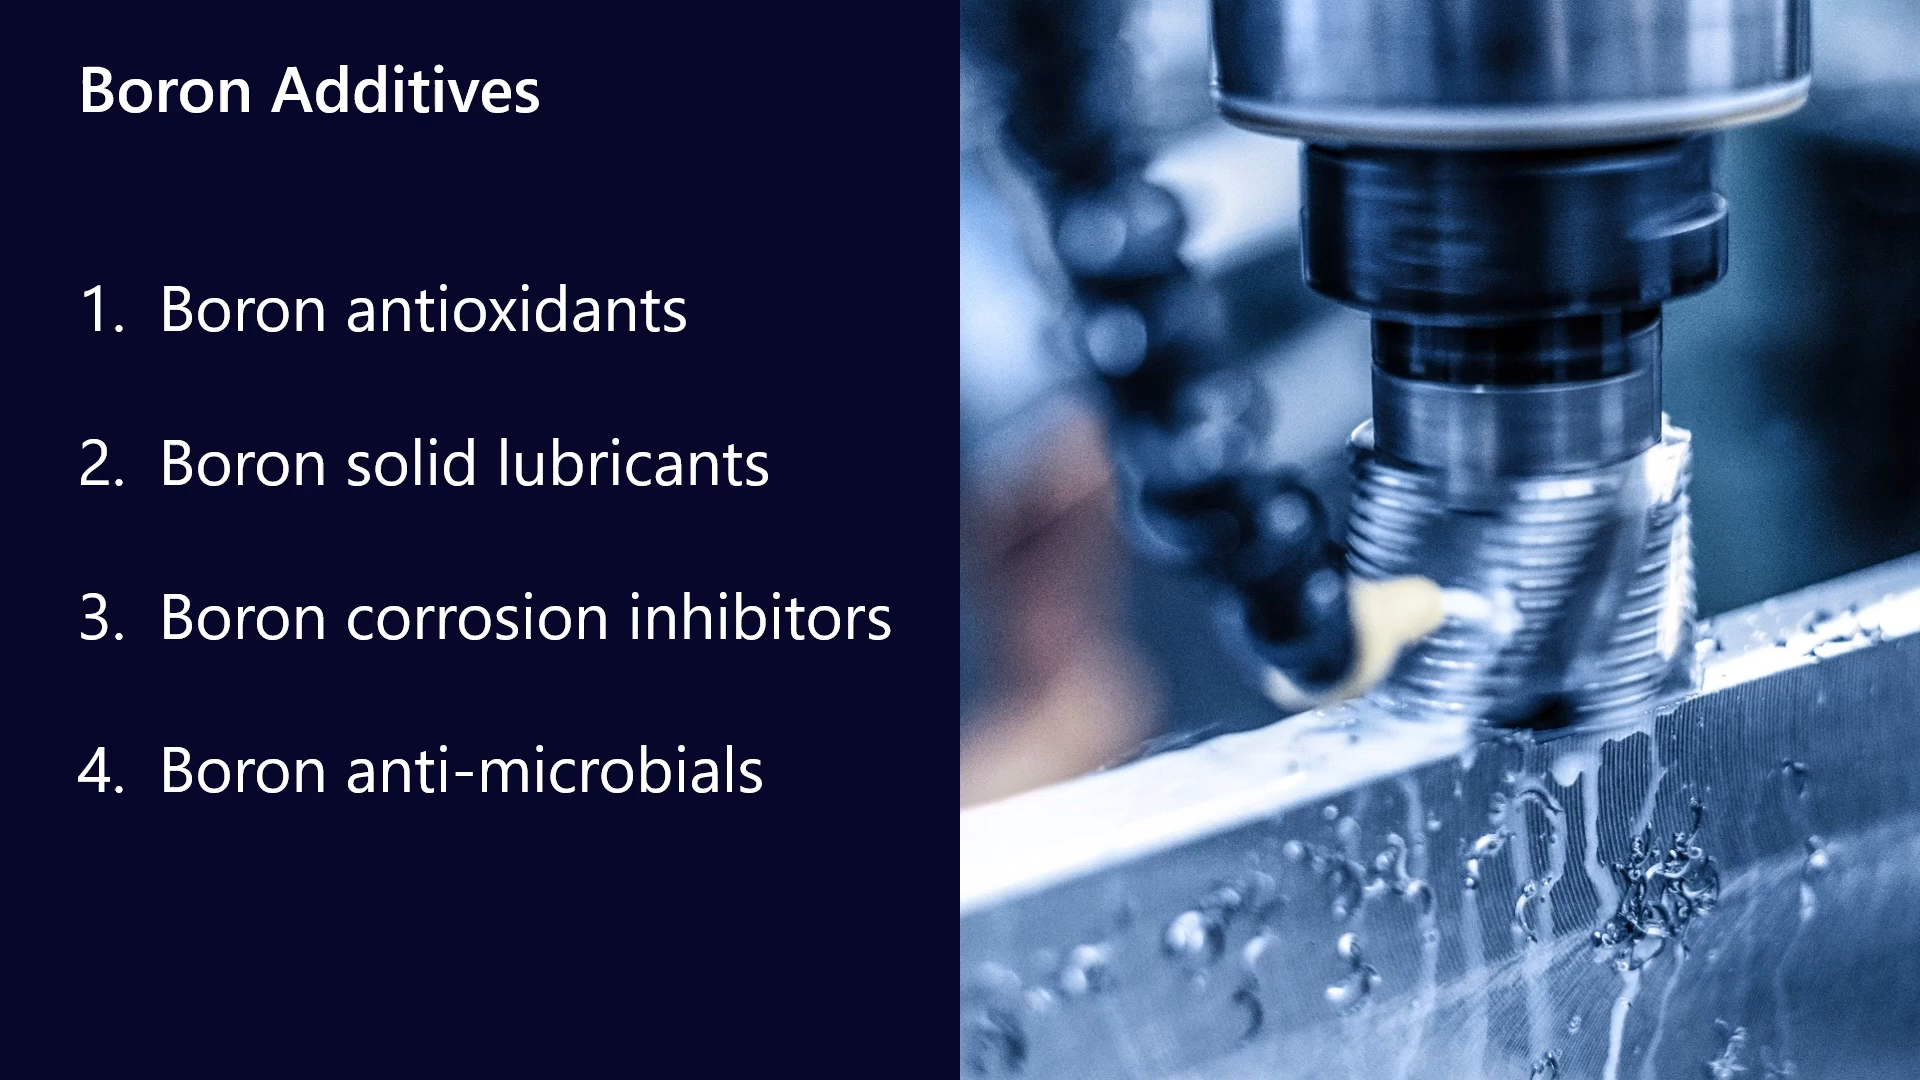 Boron Additives
1. Boron antioxidants
2. Boron solid lubricants
3. Boron corrosion inhibitors
4. Boron anti-microbials